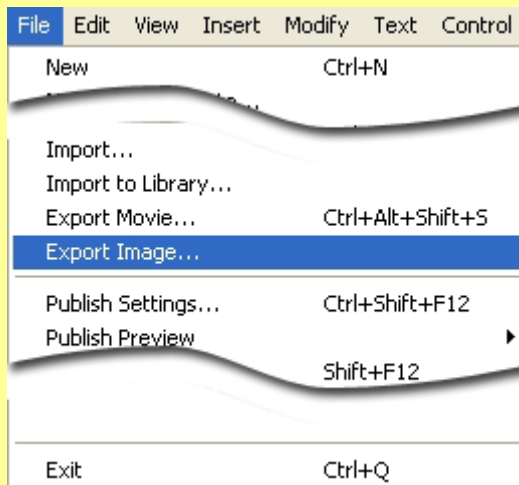 File Edit View Insert Modify Text Control
New Ctrl+N
Import...
Import to Library...
Export Movie... Ctrl+Alt+Shift+S
Export Image...
Publish Settings... Ctrl+Shift+F12
Publish Preview
Shift+F12
Exit Ctrl+Q